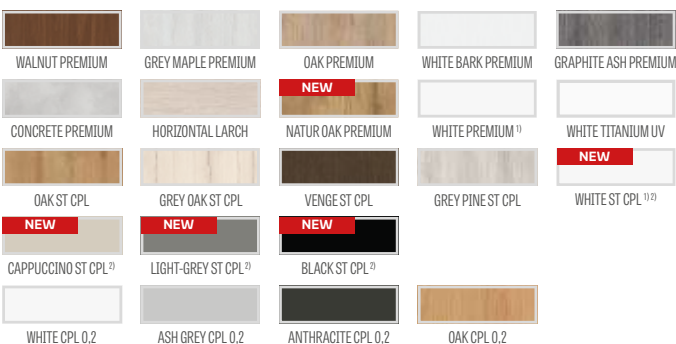 WALNUT PREMIUM GREY MAPLE PREMIUM OAK PREMIUM WHITE BARK PREMIUM GRAPHITE ASH PREMIUM
NEW
CONCRETE PREMIUM HORIZONTAL LARCH NATUR OAK PREMIUM WHITE PREMIUM 1) WHITE TITANIUM UV
NEW
OAK ST CPL GREY OAK ST CPL VENGE ST CPL GREY PINE ST CPL WHITE ST CPL 1) 2)
NEW NEW NEW
CAPPUCCINO ST CPL 2) LIGHT-GREY ST CPL 2) BLACK ST CPL 2)
WHITE CPL 0,2 ASH GREY CPL 0,2 ANTHRACITE CPL 0,2 OAK CPL 0,2